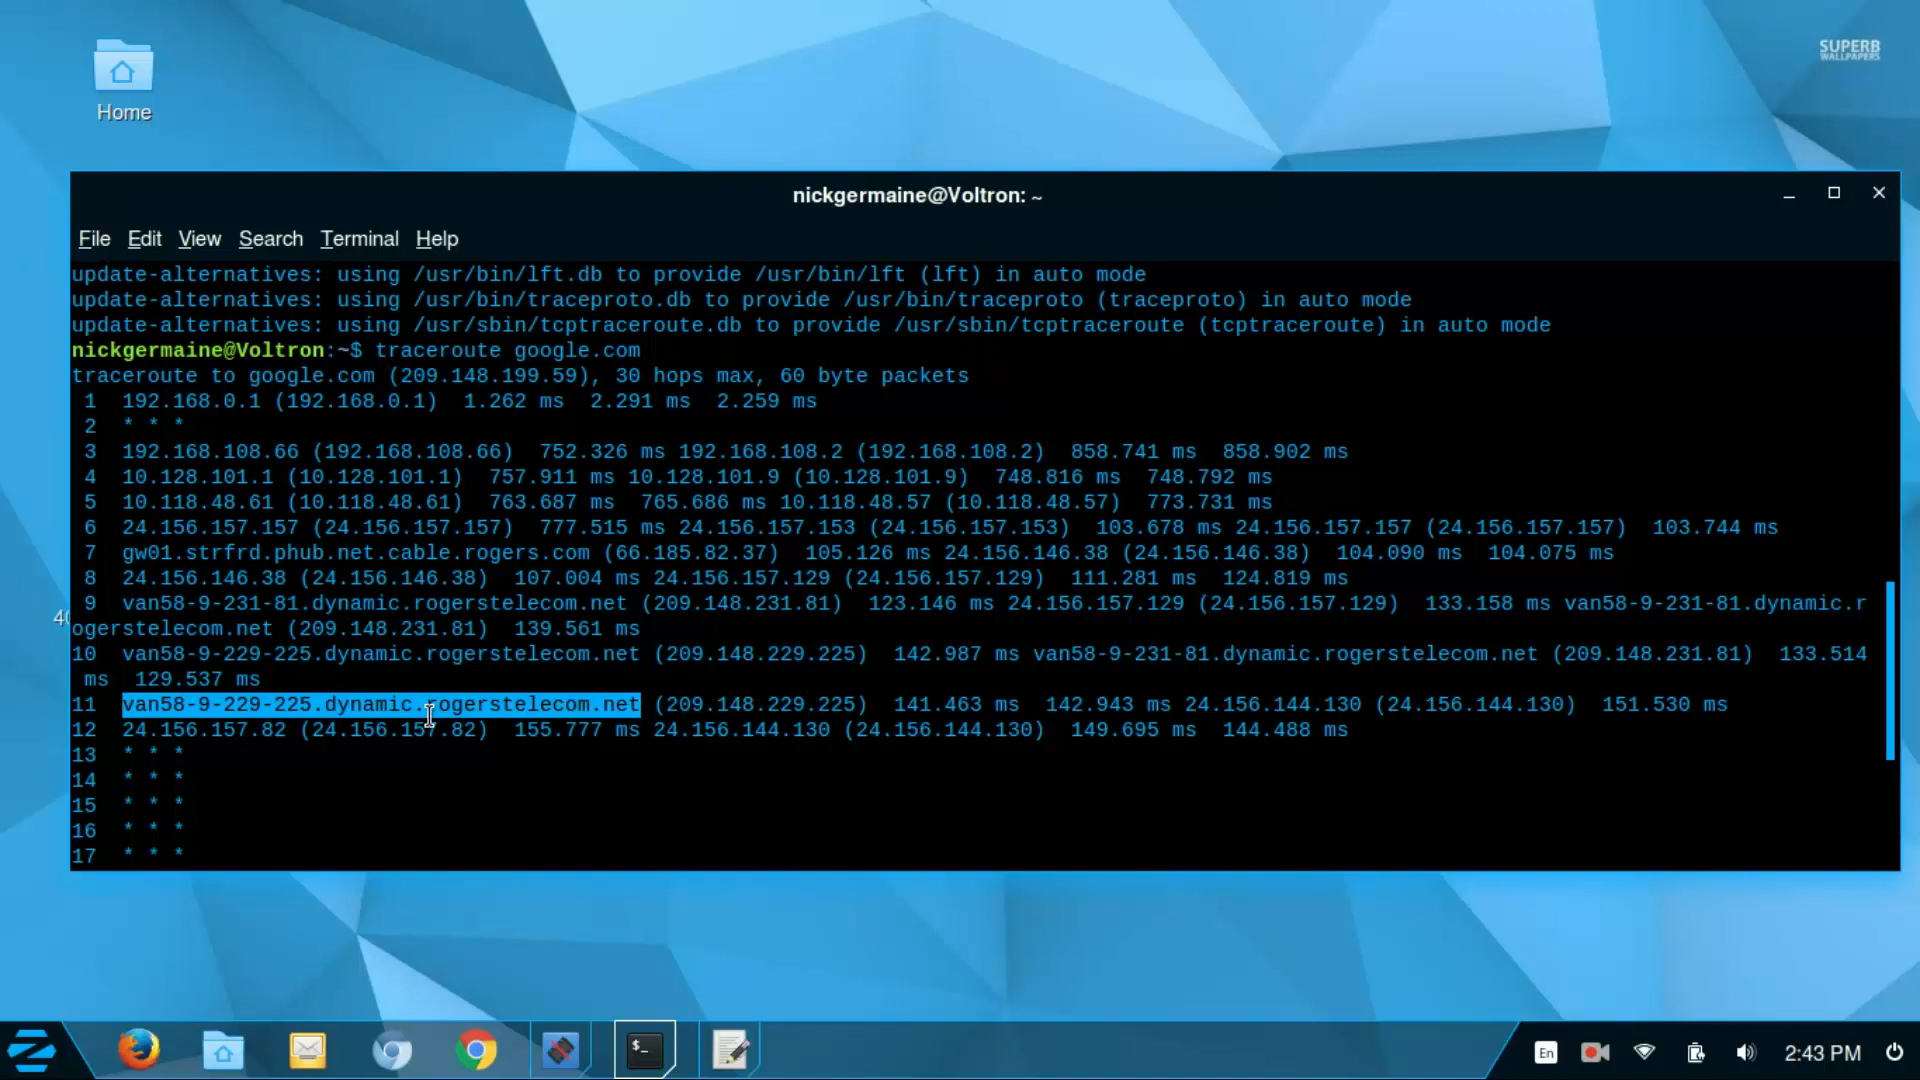 SUPERB
WALLPAPERS
Home
nickgermaine@Voltron: ~
File Edit View Search Terminal Help
update-alternatives: using /usr/bin/lft.db to provide /usr/bin/lft (lft) in auto mode
update-alternatives: using /usr/bin/traceproto.db to provide /usr/bin/traceproto (traceproto) in auto mode
update-alternatives: using /usr/sbin/tcptraceroute.db to provide /usr/sbin/tcptraceroute (tcptraceroute) in auto mode
nickgermaine@Voltron:~$ traceroute google.com
traceroute to google.com (209.148.199.59), 30 hops max, 60 byte packets
1 192.168.0.1 (192.168.0.1) 1.262 ms 2.291 ms 2.259 ms
2 * * *
3 192.168.108.66 (192.168.108.66) 752.326 ms 192.168.108.2 (192.168.108.2) 858.741 ms 858.902 ms
4 10.128.101.1 (10.128.101.1) 757.911 ms 10.128.101.9 (10.128.101.9) 748.816 ms 748.792 ms
5 10.118.48.61 (10.118.48.61) 763.687 ms 765.686 ms 10.118.48.57 (10.118.48.57) 773.731 ms
6 24.156.157.157 (24.156.157.157) 777.515 ms 24.156.157.153 (24.156.157.153) 103.678 ms 24.156.157.157 (24.156.157.157) 103.744 ms
7 gw01.strfrd.phub.net.cable.rogers.com (66.185.82.37) 105.126 ms 24.156.146.38 (24.156.146.38) 104.090 ms 104.075 ms
8 24.156.146.38 (24.156.146.38) 107.004 ms 24.156.157.129 (24.156.157.129) 111.281 ms 124.819 ms
9 van58-9-231-81.dynamic.rogerstelecom.net (209.148.231.81) 123.146 ms 24.156.157.129 (24.156.157.129) 133.158 ms van58-9-231-81.dynamic.r
ogerstelecom.net (209.148.231.81) 139.561 ms
10 van58-9-229-225.dynamic.rogerstelecom.net (209.148.229.225) 142.987 ms van58-9-231-81.dynamic.rogerstelecom.net (209.148.231.81) 133.514
ms 129.537 ms
11 van58-9-229-225.dynamic.rogerstelecom.net (209.148.229.225) 141.463 ms 142.943 ms 24.156.144.130 (24.156.144.130) 151.530 ms
12 24.156.157.82 (24.156.157.82) 155.777 ms 24.156.144.130 (24.156.144.130) 149.695 ms 144.488 ms
13 * * *
14 * * *
15 * * *
16 * * *
17 * * *
$_
En
2:43 PM